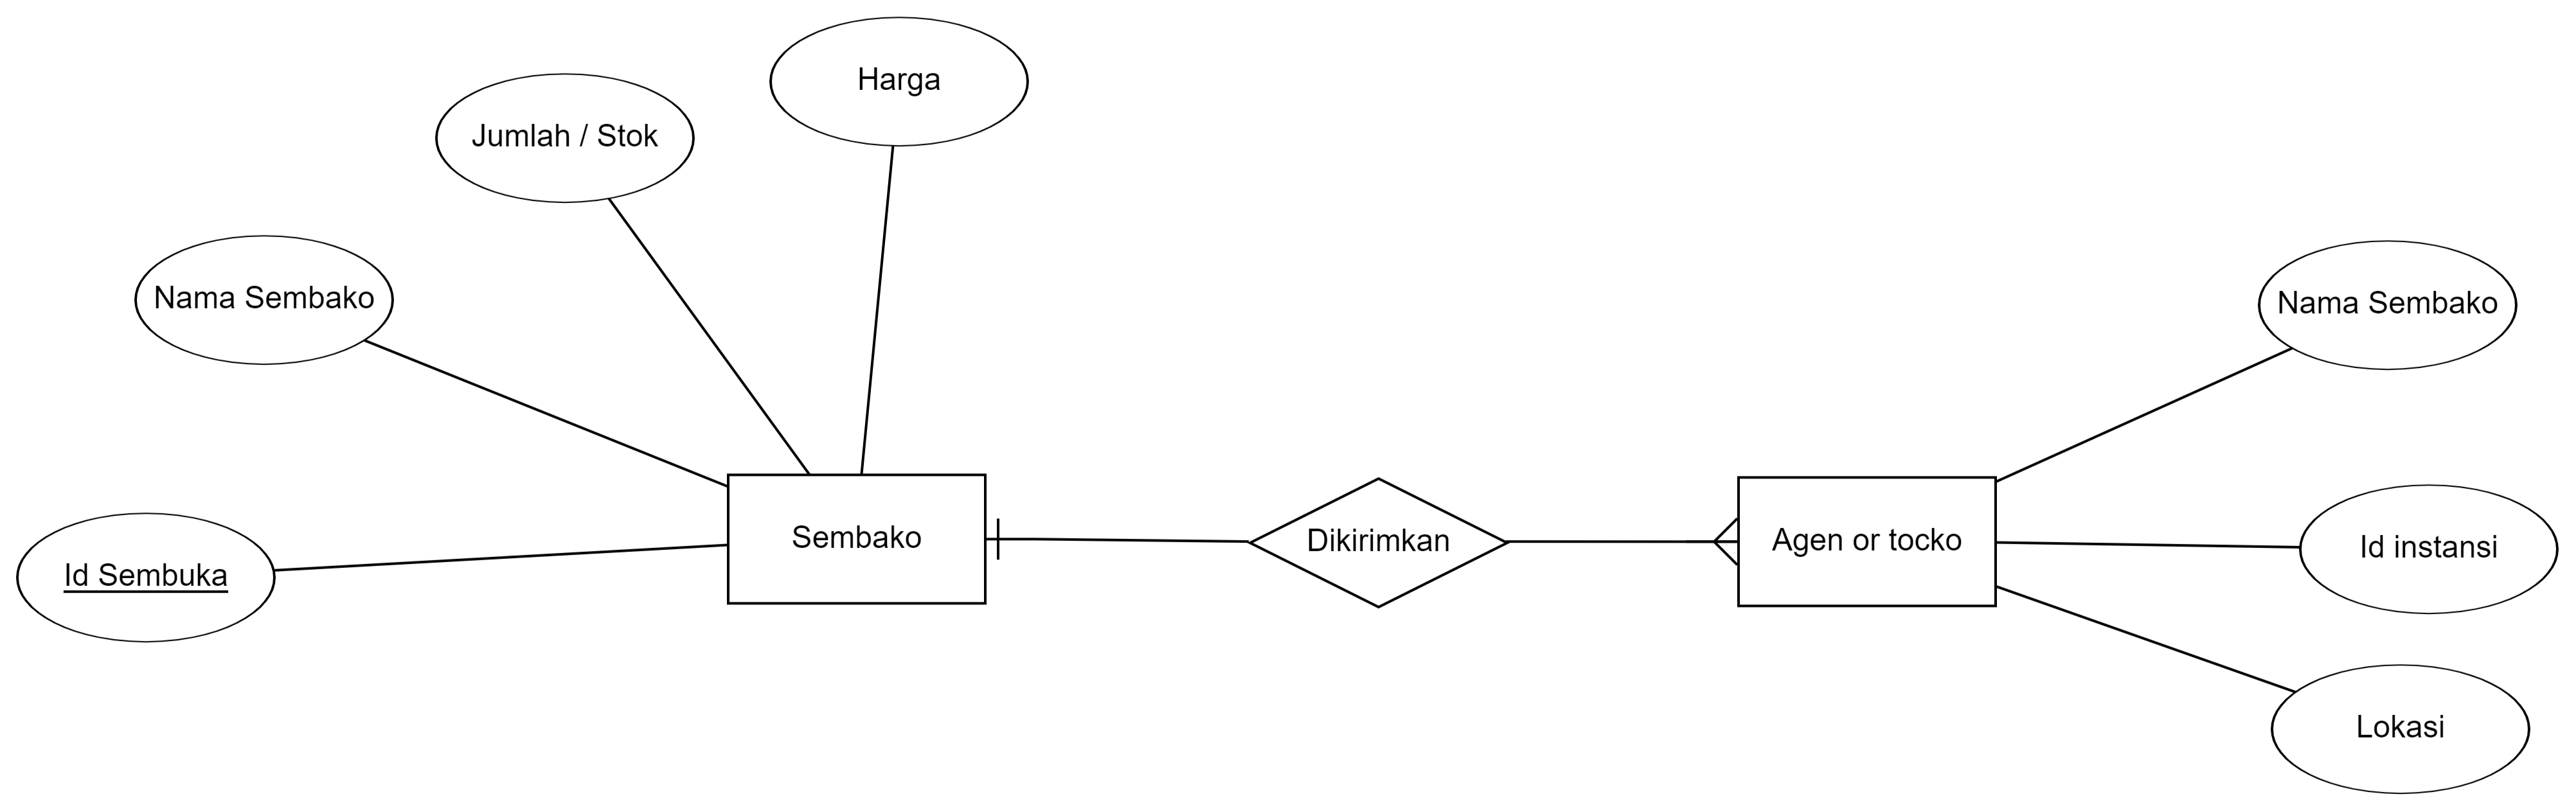 Harga
Jumlah / Stok
Nama Sembako
Nama Sembako
Sembako
Dikirimkan
Agen or tocko
Id instansi
Id Sembuka
Lokasi